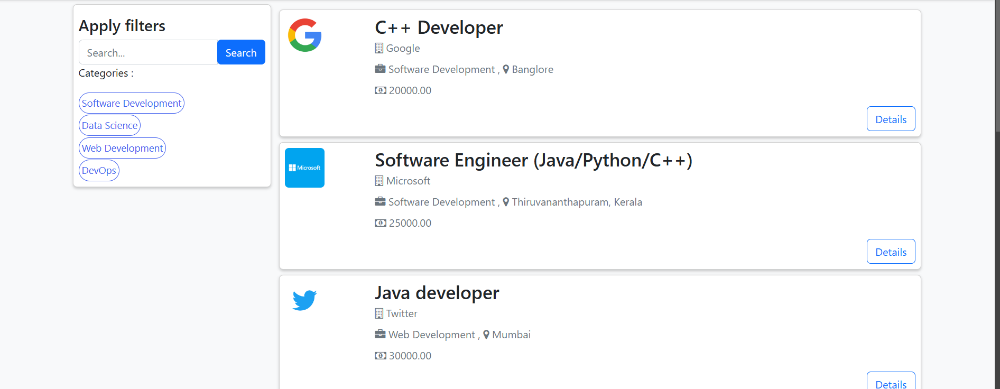 Apply filters
Search...
Search
Categories :
Software Development
Data Science
Web Development
DevOps
C++ Developer
Google
Software Development , Banglore
20000.00
Details
Microsoft
Software Engineer (Java/Python/C++)
Microsoft
Software Development , Thiruvananthapuram, Kerala
25000.00
Details
Java developer
Twitter
Web Development , Mumbai
30000.00
Details